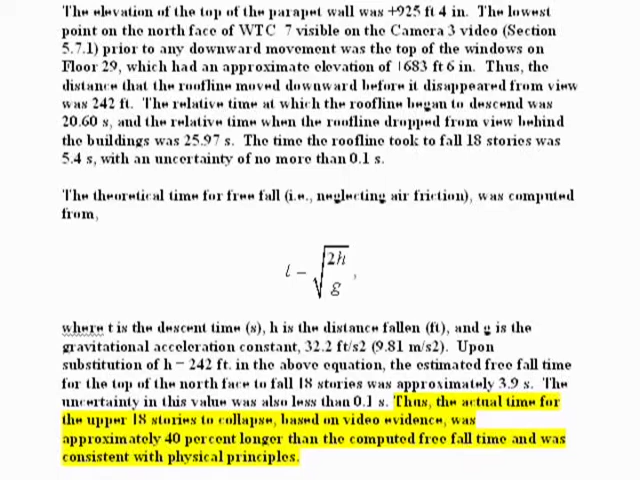 The elevation of the top of the parapet wall was +925 ft 4 in. The lowest
point on the north face of WTC 7 visible on the Camera 3 video (Section
5.7.1) prior to any downward movement was the top of the windows on
Floor 29, which had an approximate elevation of +683 ft 6 in. Thus, the
distance that the roofline moved downward before it disappeared from view
was 242 ft. The relative time at which the roofline began to descend was
20.60 s, and the relative time when the roofline dropped from view behind
the buildings was 25.97 s. The time the roofline took to fall 18 stories was
5.4 s, with an uncertainty of no more than 0.1 s.
The theoretical time for free fall (i.e., neglecting air friction), was computed
from,
t = √(2h/g),
where t is the descent time (s), h is the distance fallen (ft), and g is the
gravitational acceleration constant, 32.2 ft/s2 (9.81 m/s2). Upon
substitution of h = 242 ft. in the above equation, the estimated free fall time
for the top of the north face to fall 18 stories was approximately 3.9 s. The
uncertainty in this value was also less than 0.1 s. Thus, the actual time for
the upper 18 stories to collapse, based on video evidence, was
approximately 40 percent longer than the computed free fall time and was
consistent with physical principles.